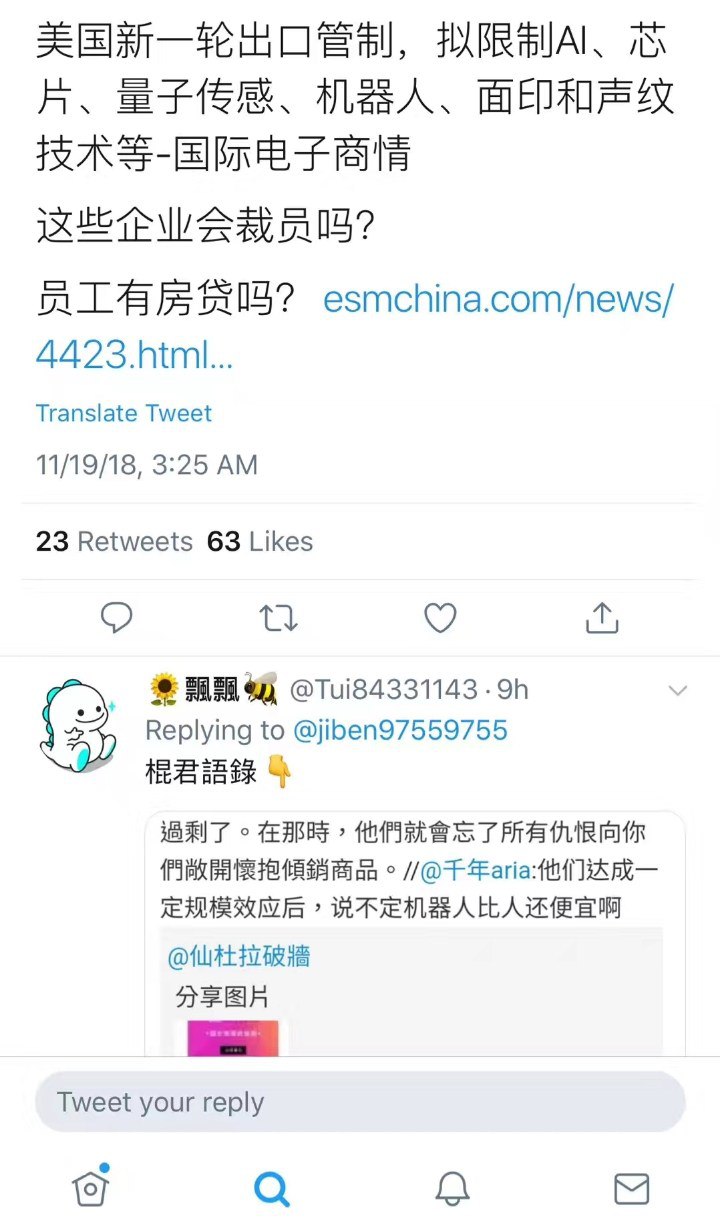 美国新一轮出口管制，拟限制AI、芯
片、量子传感、机器人、面印和声纹
技术等-国际电子商情
这些企业会裁员吗？
员工有房贷吗？ esmchina.com/news/
4423.html...
Translate Tweet
11/19/18, 3:25 AM
23 Retweets 63 Likes
🌻飄飄🐝 @Tui84331143 · 9h
Replying to @jiben97559755
棍君語錄👇
過剩了。在那時，他們就會忘了所有仇恨向你
們敞開懷抱傾銷商品。//@千年aria:他们达成一
定规模效应后，说不定机器人比人还便宜啊
@仙杜拉破牆
分享图片
Tweet your reply